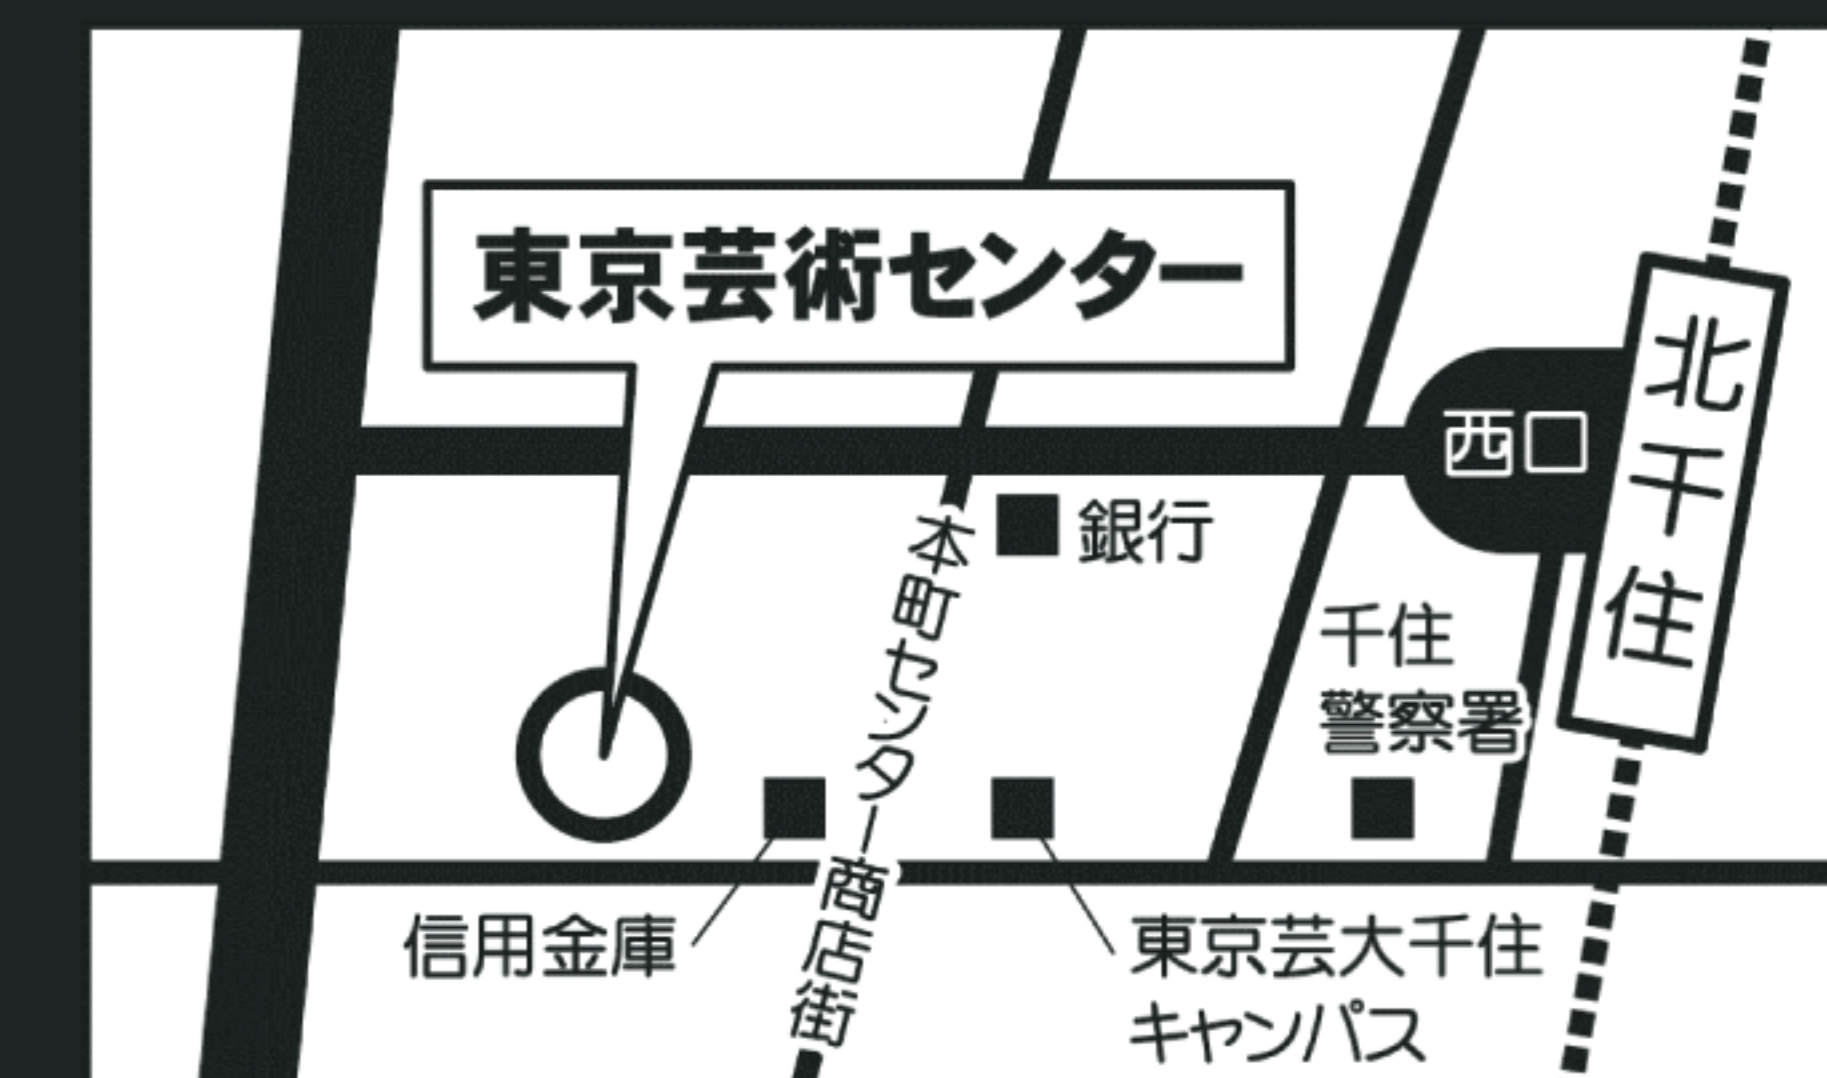 東京芸術センター
北千住
西口
銀行
本町センター商店街
千住
警察署
信用金庫
東京芸大千住
キャンパス